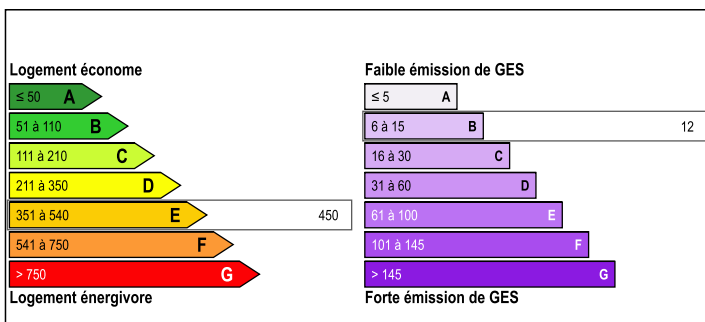 Logement économe
≤ 50 A
51 à 110 B
111 à 210 C
211 à 350 D
351 à 540 E 450
541 à 750 F
> 750 G
Logement énergivore
Faible émission de GES
≤ 5 A
6 à 15 B 12
16 à 30 C
31 à 60 D
61 à 100 E
101 à 145 F
> 145 G
Forte émission de GES